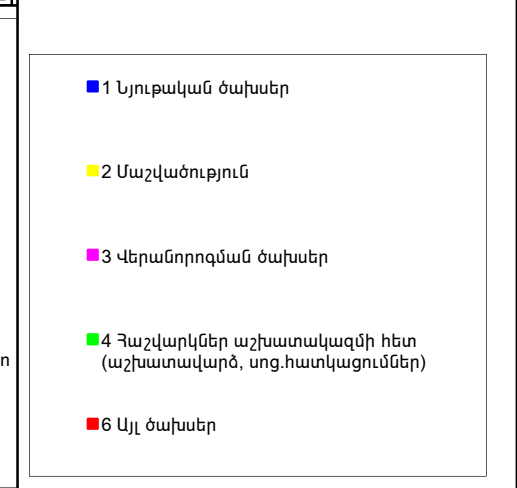 1 Նյութական ծախսեր
2 Մաշվածություն
3 Վերանորոգման ծախսեր
4 Հաշվարկներ աշխատակազմի հետ
(աշխատավարձ, սոց.հատկացումներ)
6 Այլ ծախսեր